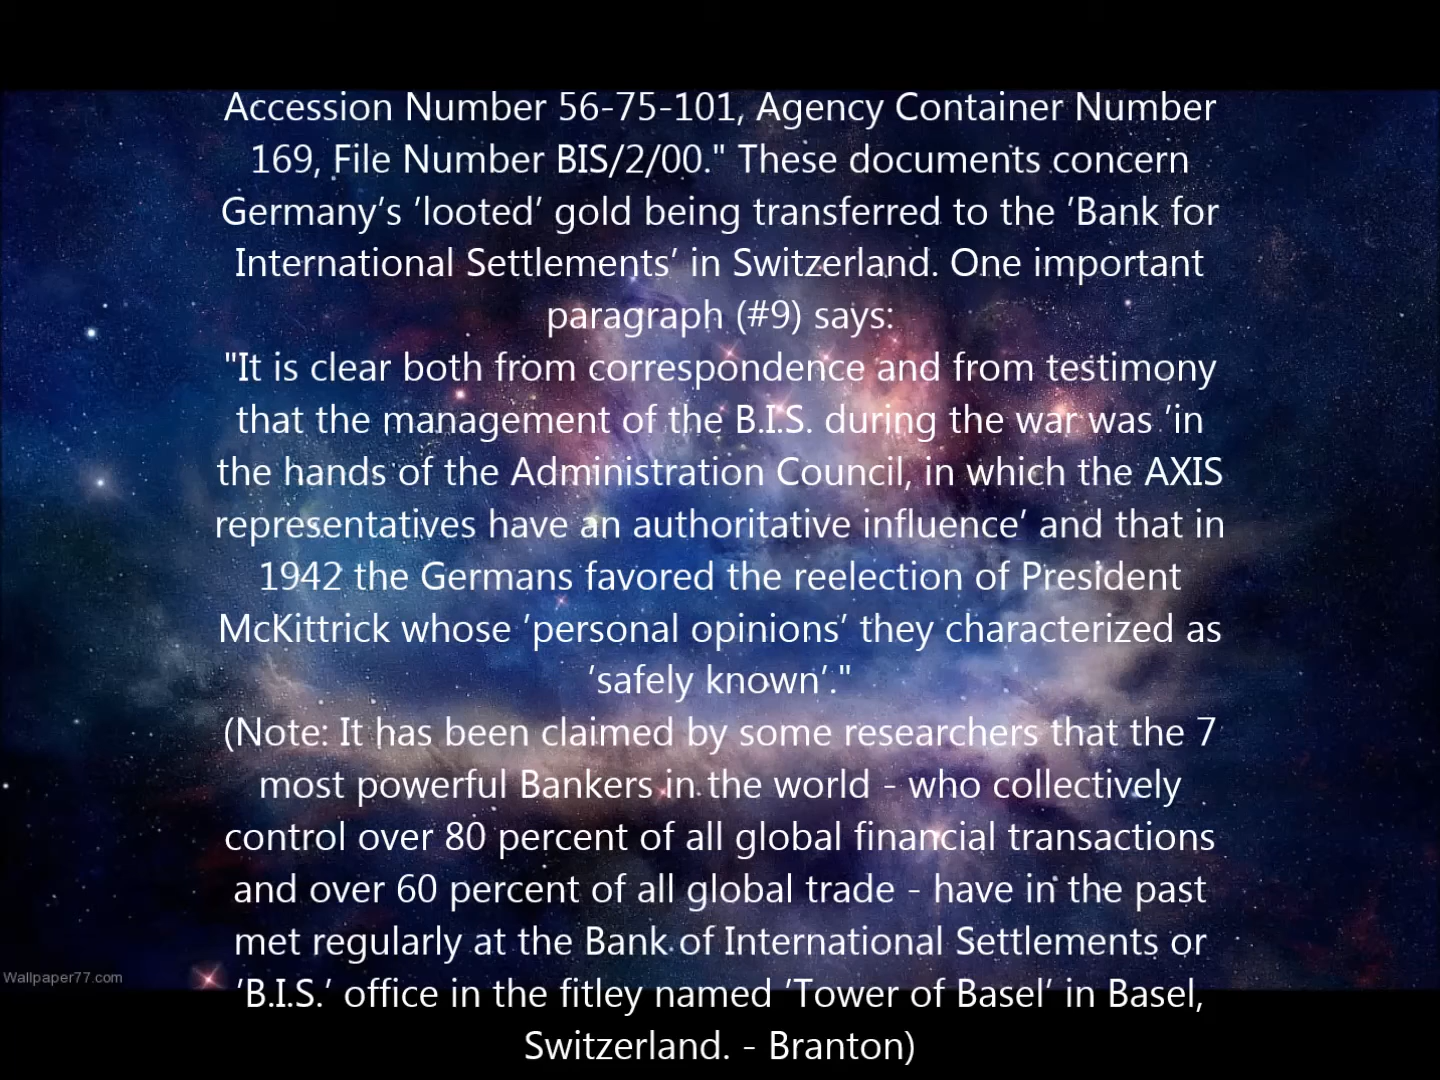 Accession Number 56-75-101, Agency Container Number
169, File Number BIS/2/00." These documents concern
Germany's 'looted' gold being transferred to the 'Bank for
International Settlements' in Switzerland. One important
paragraph (#9) says:
"It is clear both from correspondence and from testimony
that the management of the B.I.S. during the war was 'in
the hands of the Administration Council, in which the AXIS
representatives have an authoritative influence' and that in
1942 the Germans favored the reelection of President
McKittrick whose 'personal opinions' they characterized as
'safely known'."
(Note: It has been claimed by some researchers that the 7
most powerful Bankers in the world - who collectively
control over 80 percent of all global financial transactions
and over 60 percent of all global trade - have in the past
met regularly at the Bank of International Settlements or
'B.I.S.' office in the fitley named 'Tower of Basel' in Basel,
Switzerland. - Branton)
Wallpaper77.com